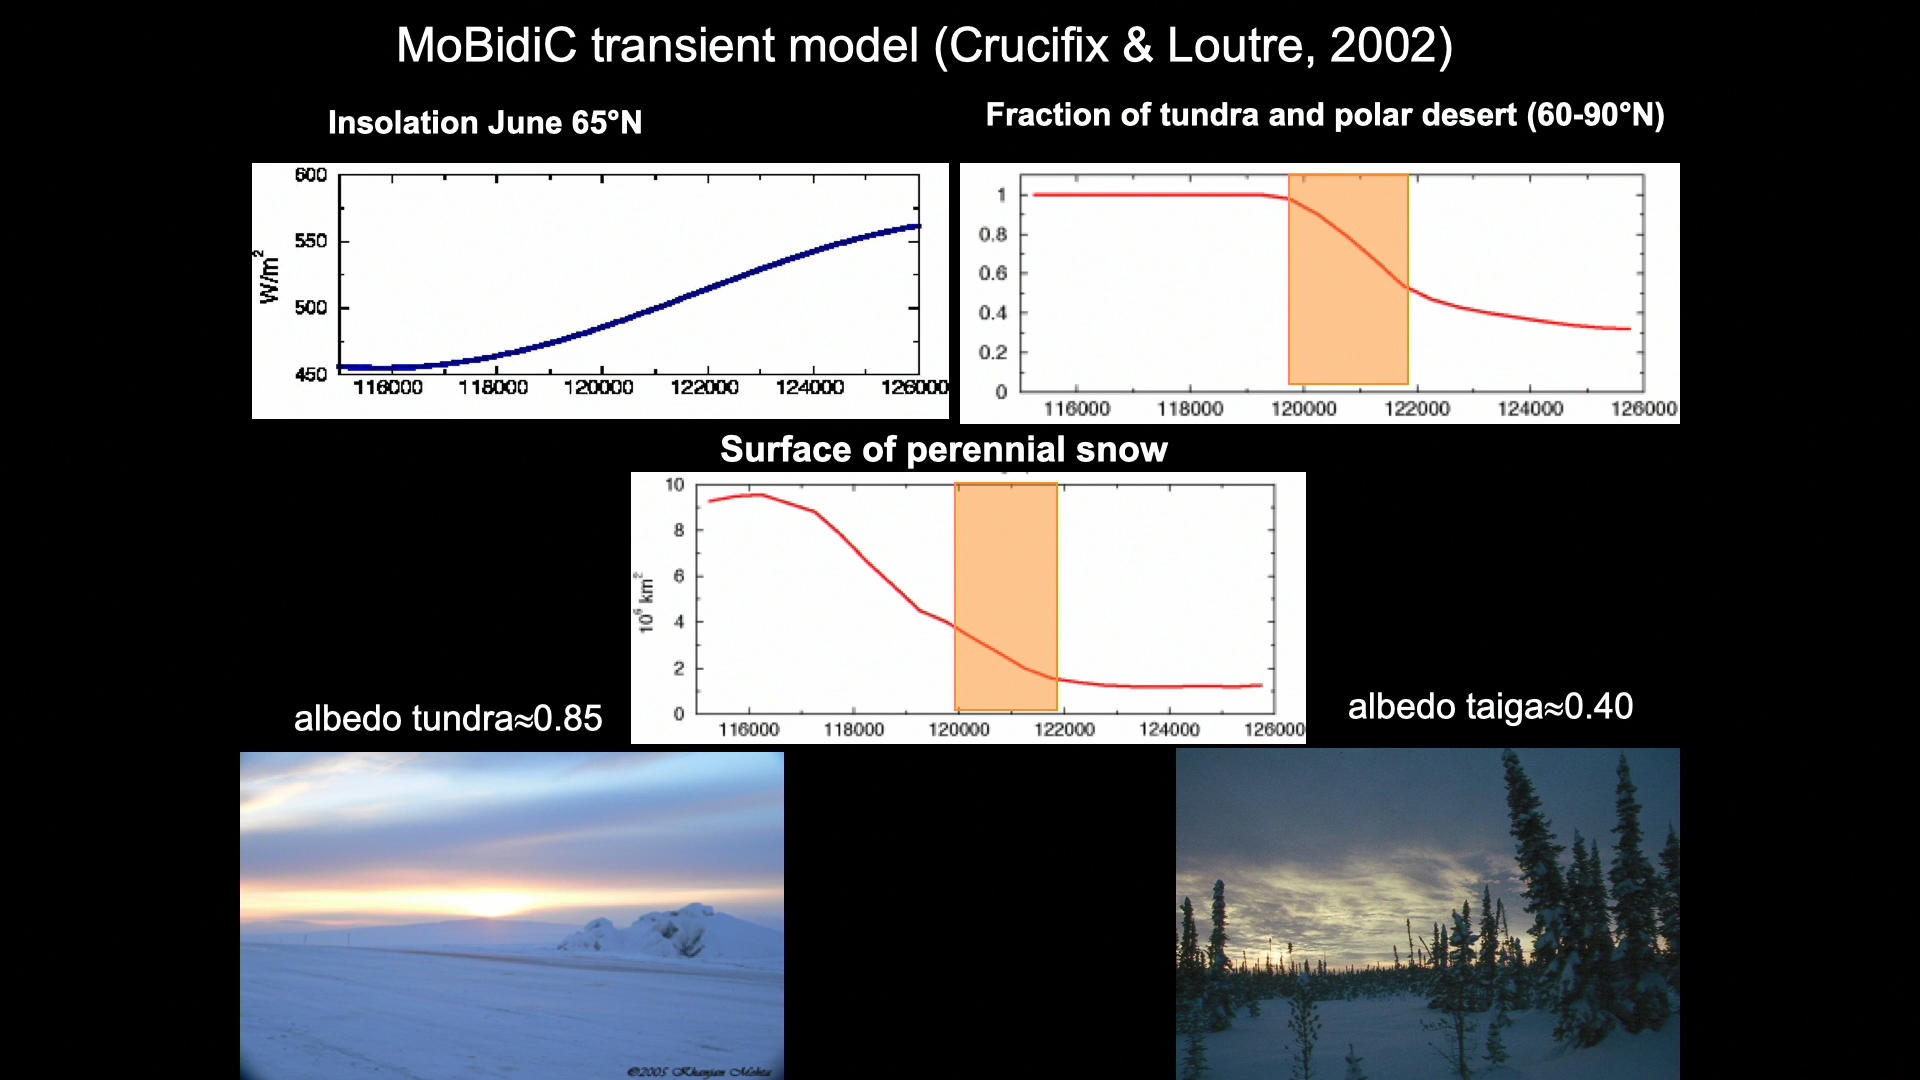 MoBidiC transient model (Crucifix & Loutre, 2002)
Insolation June 65°N
Fraction of tundra and polar desert (60-90°N)
600
550
500
450
W/m²
116000 118000 120000 122000 124000 126000
1
0.8
0.6
0.4
0.2
0
116000 118000 120000 122000 124000 126000
Surface of perennial snow
10
8
6
4
2
0
10⁶ km²
116000 118000 120000 122000 124000 126000
albedo tundra≈0.85
albedo taiga≈0.40
©2005 Khanjan Mehta